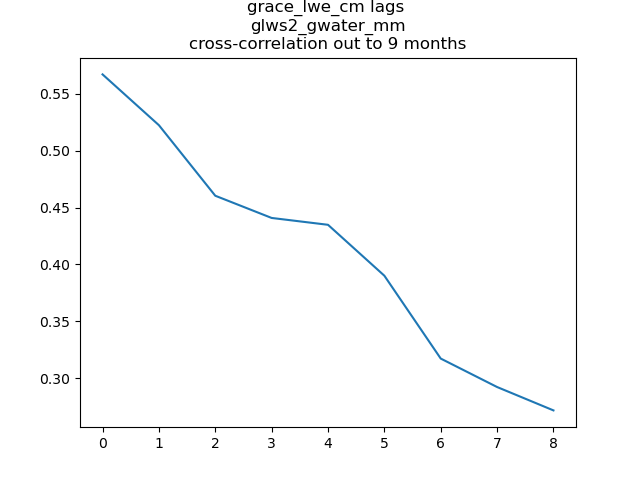 grace_lwe_cm lags
glws2_gwater_mm
cross-correlation out to 9 months
0.55
0.50
0.45
0.40
0.35
0.30
0 1 2 3 4 5 6 7 8